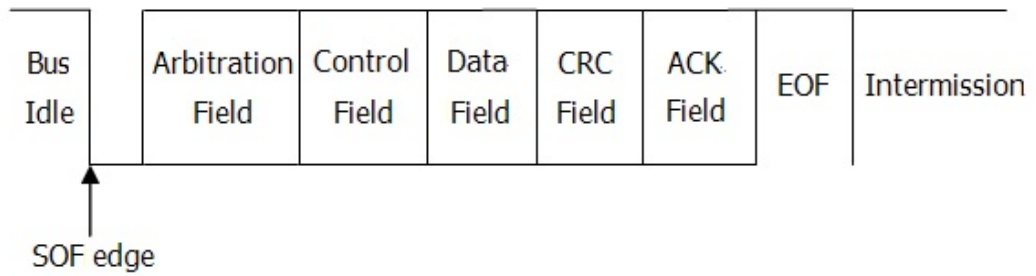 Bus
Idle
Arbitration
Field
Control
Field
Data
Field
CRC
Field
ACK
Field
EOF
Intermission
SOF edge